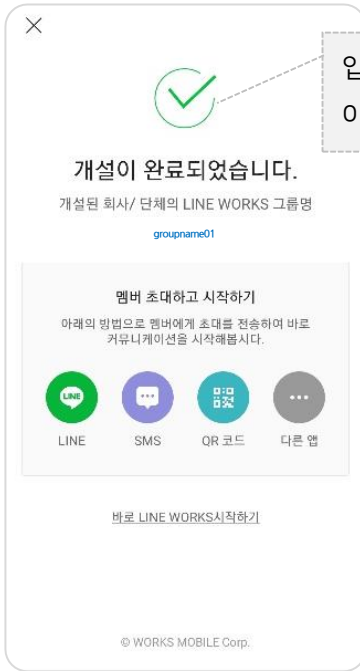 입
이
개설이 완료되었습니다.
개설된 회사/ 단체의 LINE WORKS 그룹명
groupname01
멤버 초대하고 시작하기
아래의 방법으로 멤버에게 초대를 전송하여 바로
커뮤니케이션을 시작해봅시다.
LINE
LINE SMS QR 코드 다른 앱
바로 LINE WORKS시작하기
© WORKS MOBILE Corp.